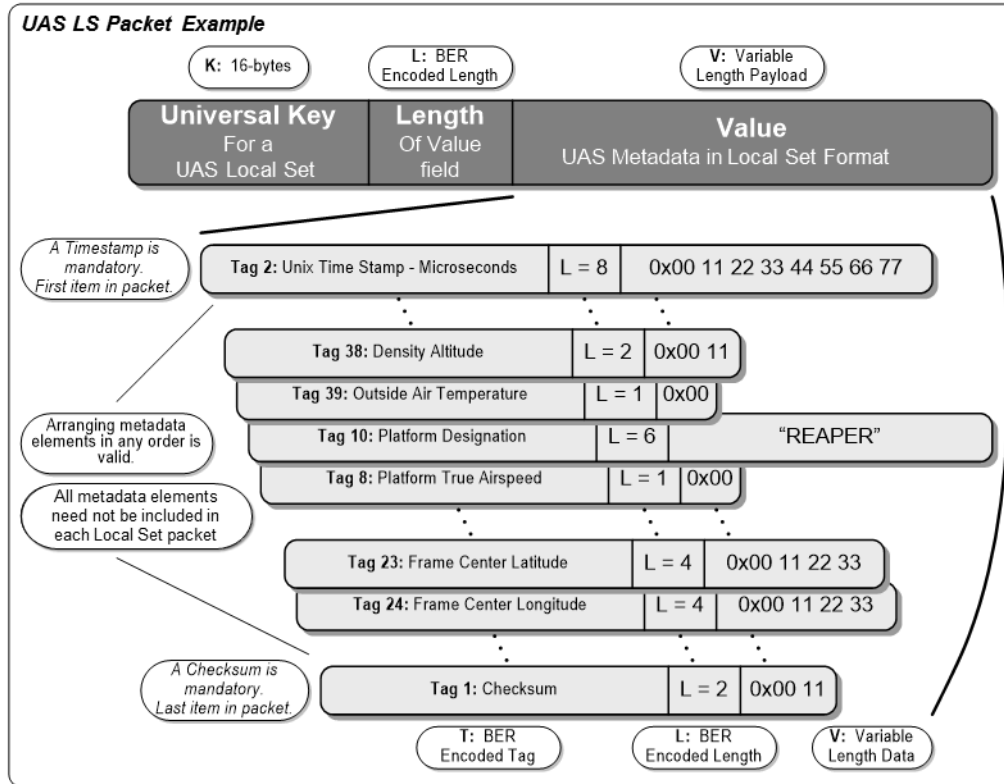 UAS LS Packet Example
K: 16-bytes
L: BER
Encoded Length
V: Variable
Length Payload
Universal Key
For a
UAS Local Set
Length
Of Value
field
Value
UAS Metadata in Local Set Format
A Timestamp is
mandatory.
First item in packet.
Tag 2: Unix Time Stamp - Microseconds
L = 8
0x00 11 22 33 44 55 66 77
Tag 38: Density Altitude
L = 2
0x00 11
Tag 39: Outside Air Temperature
L = 1
0x00
Arranging metadata
elements in any order is
valid.
Tag 10: Platform Designation
L = 6
“REAPER”
Tag 8: Platform True Airspeed
L = 1
0x00
All metadata elements
need not be included in
each Local Set packet
Tag 23: Frame Center Latitude
L = 4
0x00 11 22 33
Tag 24: Frame Center Longitude
L = 4
0x00 11 22 33
A Checksum is
mandatory.
Last item in packet.
Tag 1: Checksum
L = 2
0x00 11
T: BER
Encoded Tag
L: BER
Encoded Length
V: Variable
Length Data